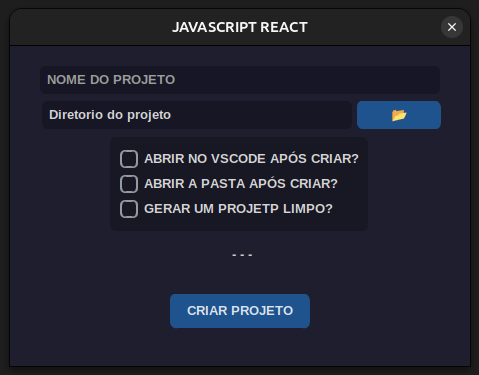 JAVASCRIPT REACT
NOME DO PROJETO
Diretorio do projeto
ABRIR NO VSCODE APÓS CRIAR?
ABRIR A PASTA APÓS CRIAR?
GERAR UM PROJETP LIMPO?
---
CRIAR PROJETO